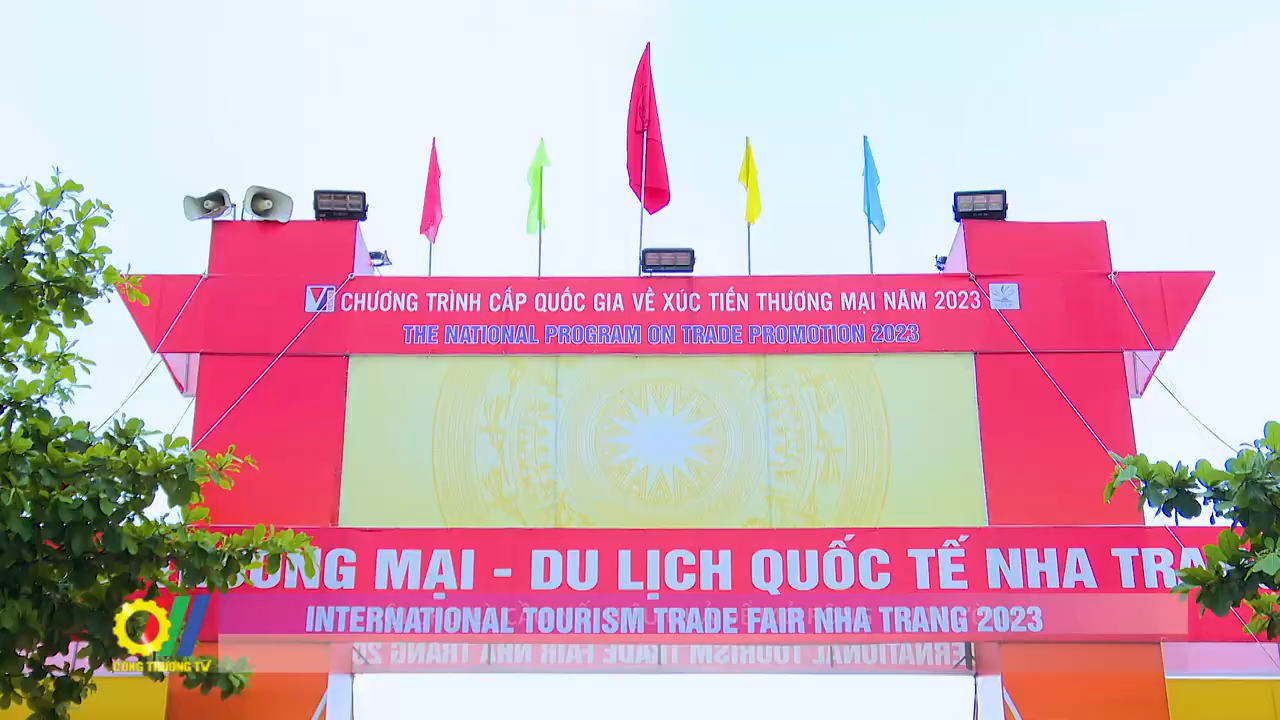 CHƯƠNG TRÌNH CẤP QUỐC GIA VỀ XÚC TIẾN THƯƠNG MẠI NĂM 2023
THE NATIONAL PROGRAM ON TRADE PROMOTION 2023
MẠI - DU LỊCH QUỐC TẾ NHA
INTERNATIONAL TOURISM TRADE FAIR NHA TRANG 2023
CÔNG THƯƠNG TV